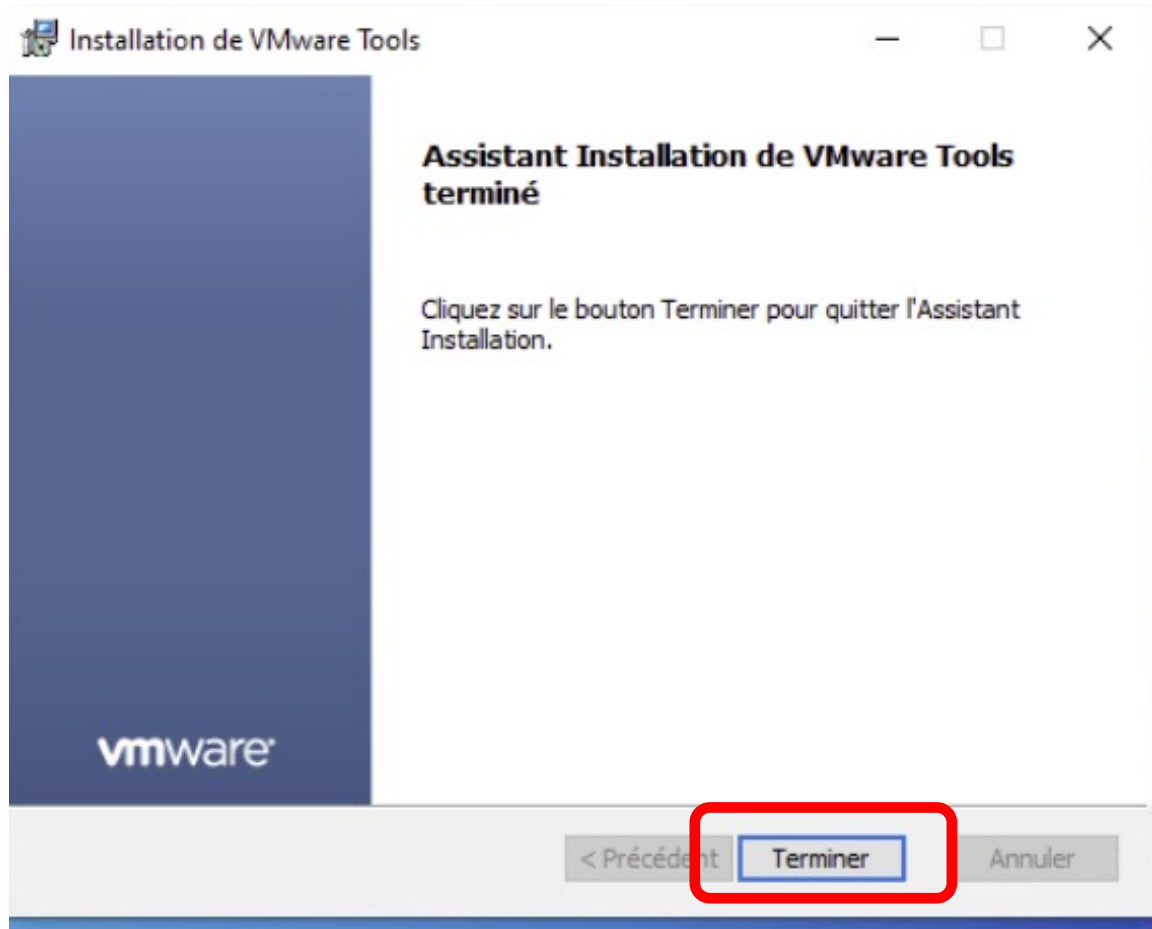 Installation de VMware Tools
Assistant Installation de VMware Tools
terminé
Cliquez sur le bouton Terminer pour quitter l'Assistant
Installation.
vmware
< Précédent Terminer Annuler